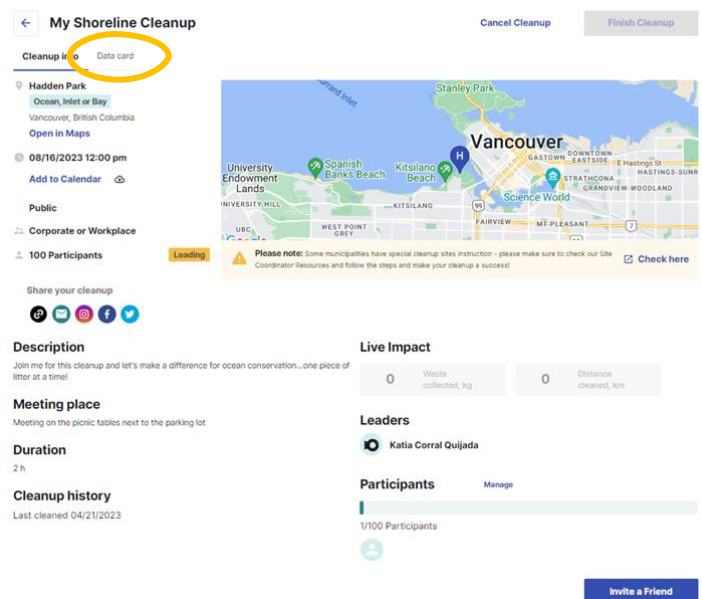 My Shoreline Cleanup
Cancel Cleanup
Finish Cleanup
Cleanup info
Data card
Hadden Park
Ocean, Inlet or Bay
Vancouver, British Columbia
Open in Maps
08/16/2023 12:00 pm
Add to Calendar
Public
Corporate or Workplace
100 Participants
Leading
Share your cleanup
Burrard Inlet
Stanley Park
Vancouver
University
Endowment
Lands
Spanish
Banks Beach
Kitsilano
Beach
H
GASTOWN
DOWNTOWN
EASTSIDE
E Hastings St
HASTINGS-SUNR
STRATHCONA
GRANDVIEW-WOODLAND
Science World
UNIVERSITY HILL
KITSILANO
99
UBC
WEST POINT
GREY
FAIRVIEW
MT PLEASANT
7
Google
Please note: Some municipalities have special cleanup sites instruction - please make sure to check our Site
Coordinator Resources and follow the steps and make your cleanup a success!
Check here
Description
Join me for this cleanup and let's make a difference for ocean conservation...one piece of
litter at a time!
Meeting place
Meeting on the picnic tables next to the parking lot
Duration
2 h
Cleanup history
Last cleaned 04/21/2023
Live Impact
0
Waste
collected, kg
0
Distance
cleaned, km
Leaders
Katia Corral Quijada
Participants
Manage
1/100 Participants
Invite a Friend